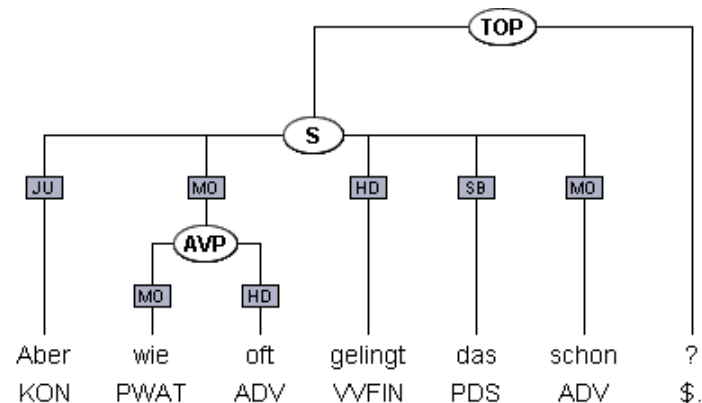 TOP
S
JU MO HD SB MO
AVP
MO HD
Aber wie oft gelingt das schon ?
KON PWAT ADV VVFIN PDS ADV $.